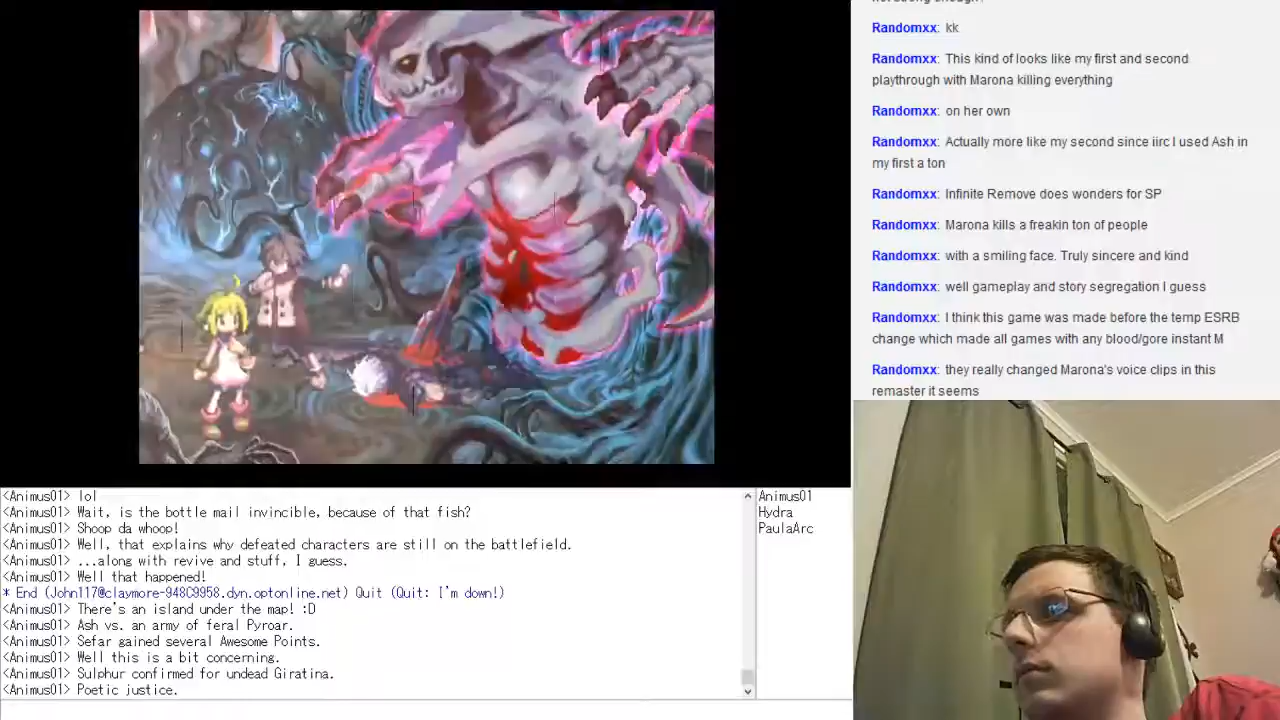 Randomxx: kk
Randomxx: This kind of looks like my first and second
playthrough with Marona killing everything
Randomxx: on her own
Randomxx: Actually more like my second since iirc I used Ash in
my first a ton
Randomxx: Infinite Remove does wonders for SP
Randomxx: Marona kills a freakin ton of people
Randomxx: with a smiling face. Truly sincere and kind
Randomxx: well gameplay and story segregation I guess
Randomxx: I think this game was made before the temp ESRB
change which made all games with any blood/gore instant M
Randomxx: they really changed Marona's voice clips in this
remaster it seems
<Animus01> lol
<Animus01> Wait, is the bottle mail invincible, because of that fish?
<Animus01> Shoop da whoop!
<Animus01> Well, that explains why defeated characters are still on the battlefield.
<Animus01> ...along with revive and stuff, I guess.
<Animus01> Well that happened!
* End (John117@claymore-948C9958.dyn.optonline.net) Quit (Quit: I'm down!)
<Animus01> There's an island under the map! :D
<Animus01> Ash vs. an army of feral Pyroar.
<Animus01> Sefar gained several Awesome Points.
<Animus01> Well this is a bit concerning.
<Animus01> Sulphur confirmed for undead Giratina.
<Animus01> Poetic justice.
Animus01
Hydra
PaulaArc